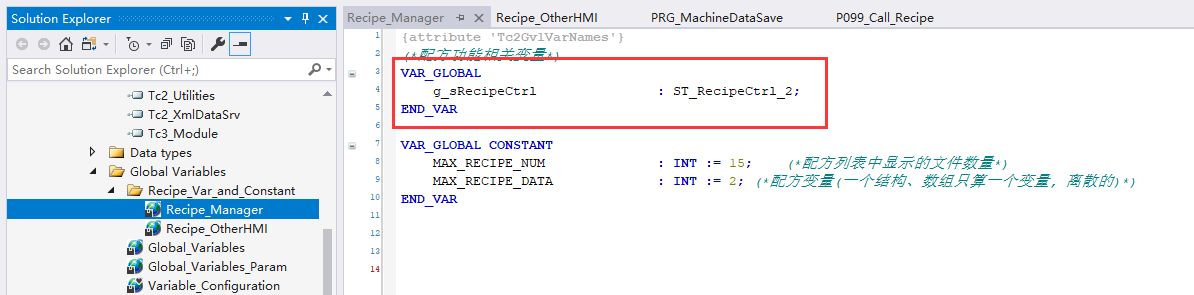 Solution Explorer
Search Solution Explorer (Ctrl+;)
Tc2_Utilities
Tc2_XmlDataSrv
Tc3_Module
Data types
Global Variables
Recipe_Var_and_Constant
Recipe_Manager
Recipe_OtherHMI
Global_Variables
Global_Variables_Param
Variable_Configuration
Recipe_Manager Recipe_OtherHMI PRG_MachineDataSave P099_Call_Recipe
1 {attribute 'Tc2GvlVarNames'}
2 (*配方功能相关变量*)
3 VAR_GLOBAL
4 g_sRecipeCtrl : ST_RecipeCtrl_2;
5 END_VAR
6
7 VAR_GLOBAL CONSTANT
8 MAX_RECIPE_NUM : INT := 15; (*配方列表中显示的文件数量*)
9 MAX_RECIPE_DATA : INT := 2; (*配方变量(一个结构、数组只算一个变量, 离散的)*)
10 END_VAR
11
12
13
14